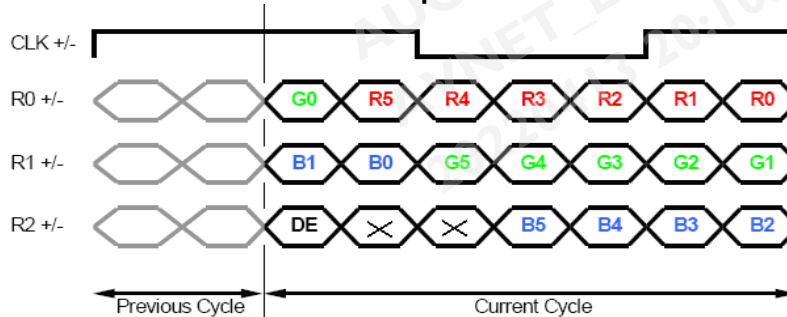 CLK +/-
R0 +/- G0 R5 R4 R3 R2 R1 R0
R1 +/- B1 B0 G5 G4 G3 G2 G1
R2 +/- DE B5 B4 B3 B2
Previous Cycle Current Cycle